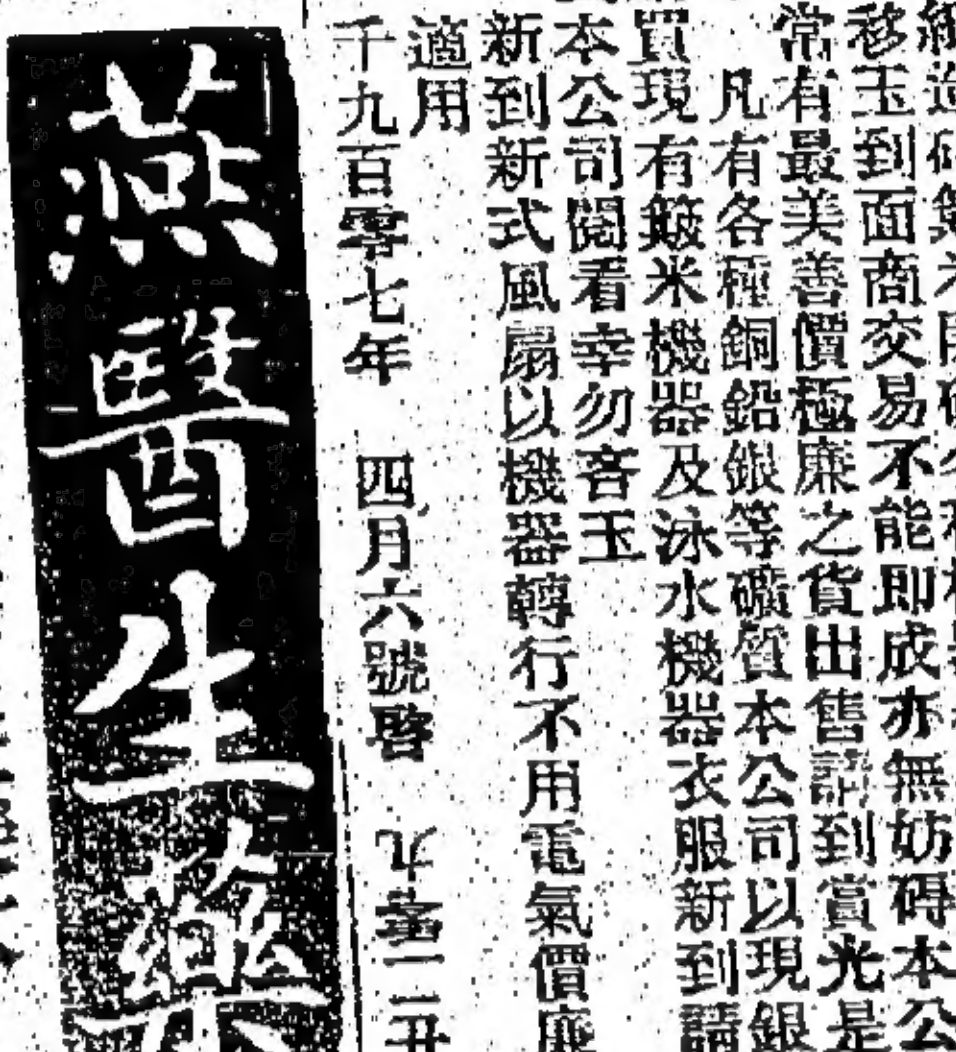 移玉到面商交易不能即成亦無妨碍本公
常有最美善價極廉之貨出售請到賞光是
凡有各種銅鉛銀等礦質本公司以現銀
買現有鏺米機器及泳水機器衣服新到請
本公司閱看幸勿吝玉
新到新式風扇以機器轉行不用電氣價廉
適用
千九百零七年 四月六號啓
燕醫生藥